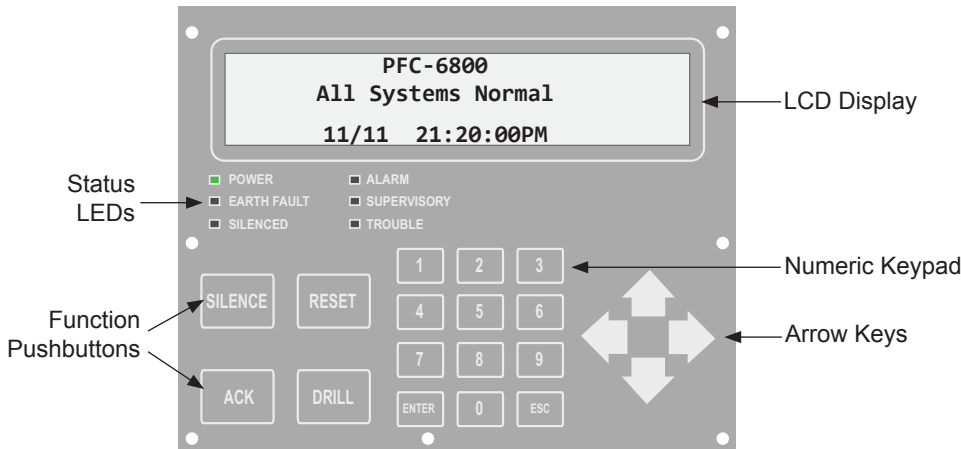 PFC-6800
All Systems Normal
11/11 21:20:00PM
LCD Display
Status
LEDs
POWER
ALARM
EARTH FAULT
SUPERVISORY
SILENCED
TROUBLE
1 2 3
Numeric Keypad
SILENCE RESET
4 5 6
Function
Pushbuttons
Arrow Keys
7 8 9
ACK DRILL
ENTER 0 ESC